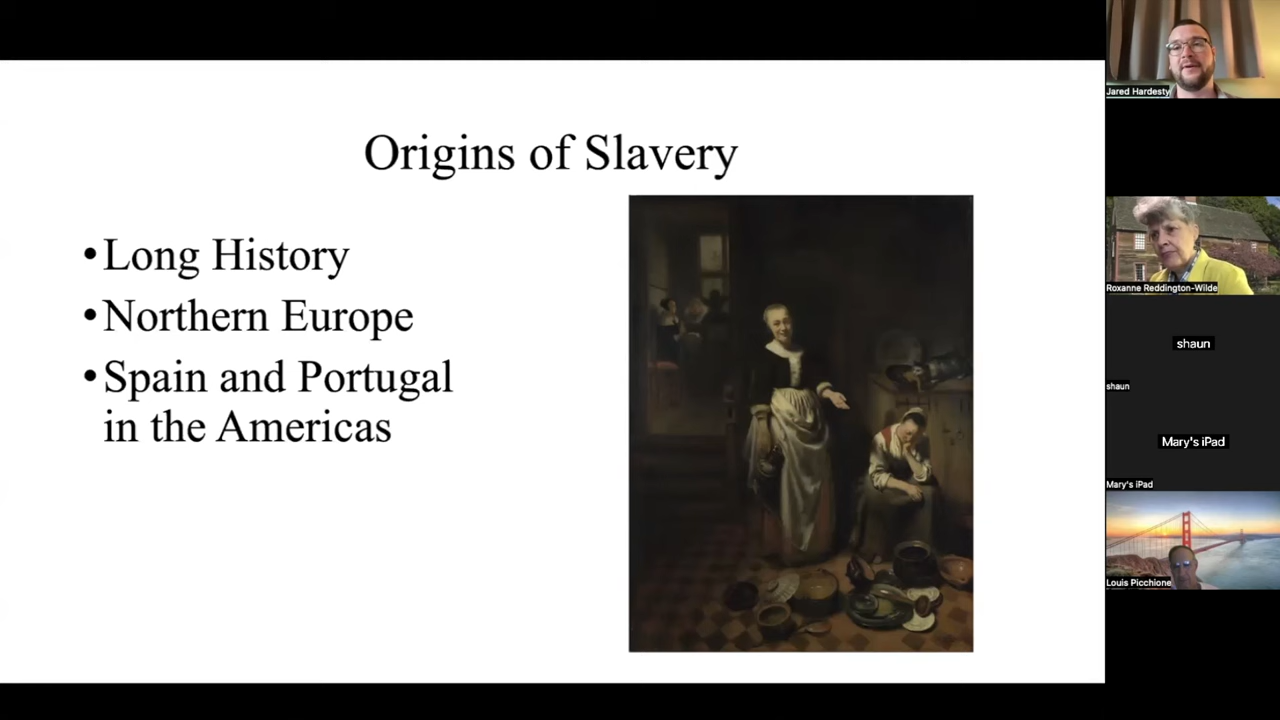 Origins of Slavery
•Long History
•Northern Europe
•Spain and Portugal
in the Americas
Jared Hardesty
Roxanne Reddington-Wilde
shaun
shaun
Mary's iPad
Mary's iPad
Louis Picchione